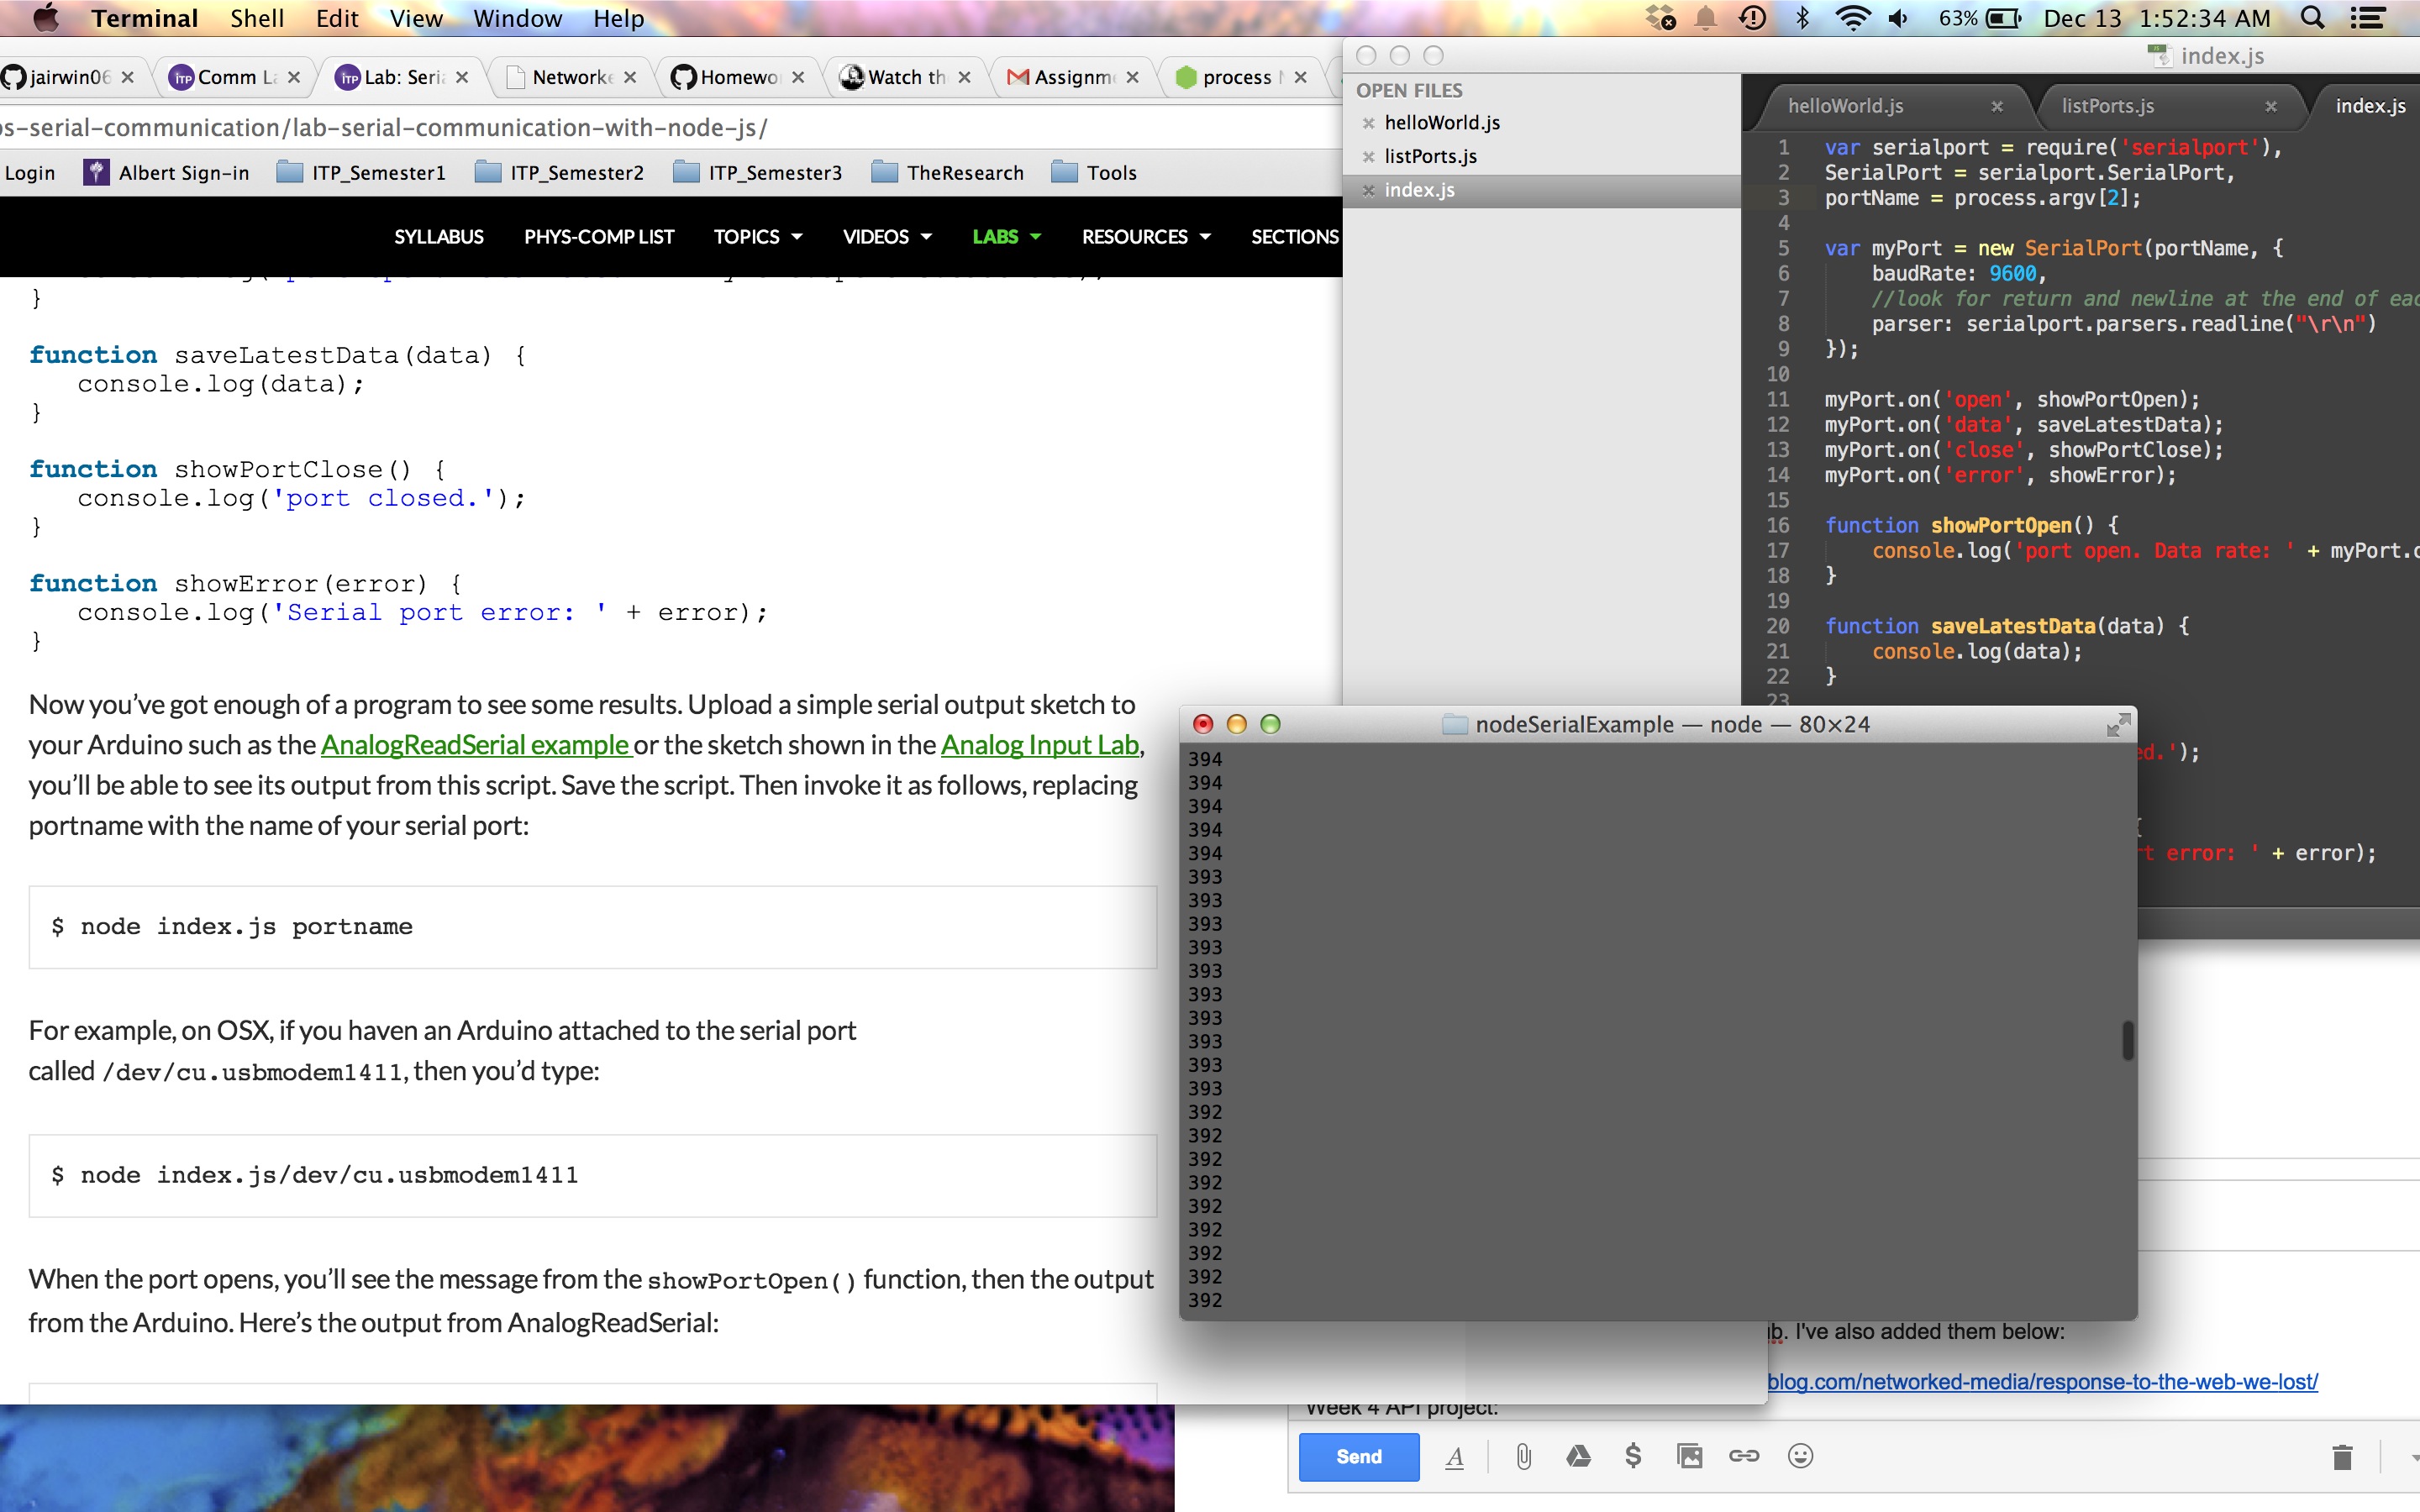 Terminal Shell Edit View Window Help 63% Dec 13 1:52:34 AM
jairwin06 Comm La Lab: Seria Networke Homewo Watch th Assignme process
os-serial-communication/lab-serial-communication-with-node-js/
Login Albert Sign-in ITP_Semester1 ITP_Semester2 ITP_Semester3 TheResearch Tools
SYLLABUS PHYS-COMP LIST TOPICS VIDEOS LABS RESOURCES SECTIONS
}
function saveLatestData(data) {
console.log(data);
}
function showPortClose() {
console.log('port closed.');
}
function showError(error) {
console.log('Serial port error: ' + error);
}
Now you've got enough of a program to see some results. Upload a simple serial output sketch to
your Arduino such as the AnalogReadSerial example or the sketch shown in the Analog Input Lab,
you'll be able to see its output from this script. Save the script. Then invoke it as follows, replacing
portname with the name of your serial port:
$ node index.js portname
For example, on OSX, if you haven an Arduino attached to the serial port
called /dev/cu.usbmodem1411, then you'd type:
$ node index.js/dev/cu.usbmodem1411
When the port opens, you'll see the message from the showPortOpen() function, then the output
from the Arduino. Here's the output from AnalogReadSerial:
index.js
OPEN FILES
helloWorld.js
listPorts.js
index.js
helloWorld.js listPorts.js index.js
1 var serialport = require('serialport'),
2 SerialPort = serialport.SerialPort,
3 portName = process.argv[2];
4
5 var myPort = new SerialPort(portName, {
6 baudRate: 9600,
7 //look for return and newline at the end of eac
8 parser: serialport.parsers.readline("\r\n")
9 });
10
11 myPort.on('open', showPortOpen);
12 myPort.on('data', saveLatestData);
13 myPort.on('close', showPortClose);
14 myPort.on('error', showError);
15
16 function showPortOpen() {
17 console.log('port open. Data rate: ' + myPort.o
18 }
19
20 function saveLatestData(data) {
21 console.log(data);
22 }
23
ed.');
{
rt error: ' + error);
nodeSerialExample — node — 80×24
394
394
394
394
394
393
393
393
393
393
393
393
393
393
393
392
392
392
392
392
392
392
392
392
ub. I've also added them below:
blog.com/networked-media/response-to-the-web-we-lost/
Week 4 API project:
Send